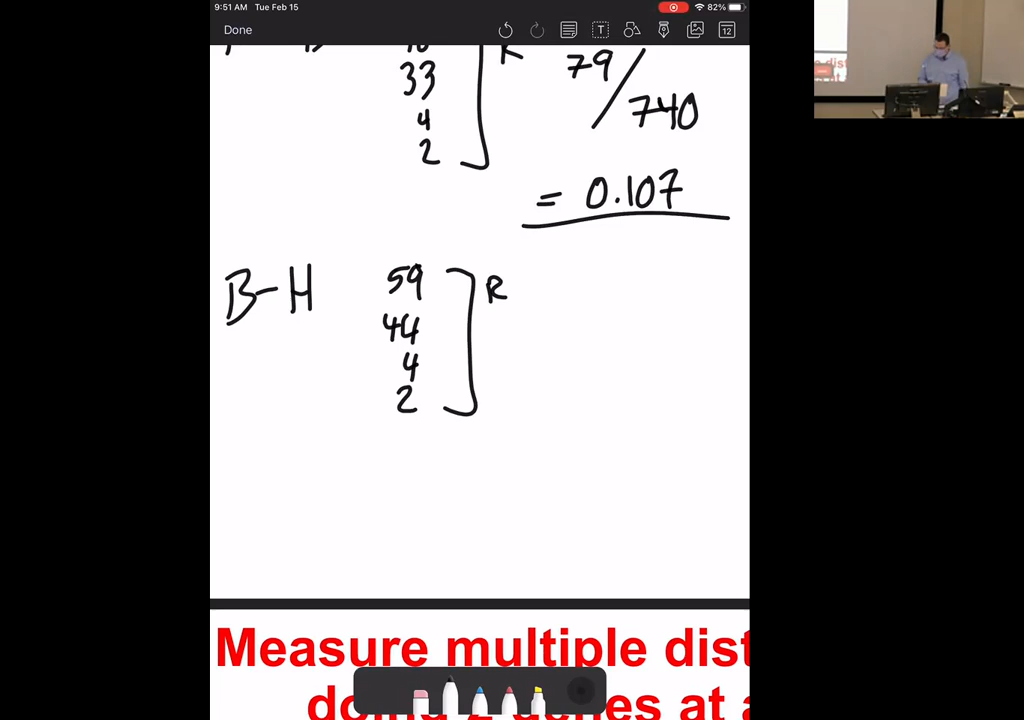 9:51 AM Tue Feb 15
82%
Done
T
12
33
4
2
79/740
= 0.107
B-H
59
44
4
2
R
Measure multiple dist